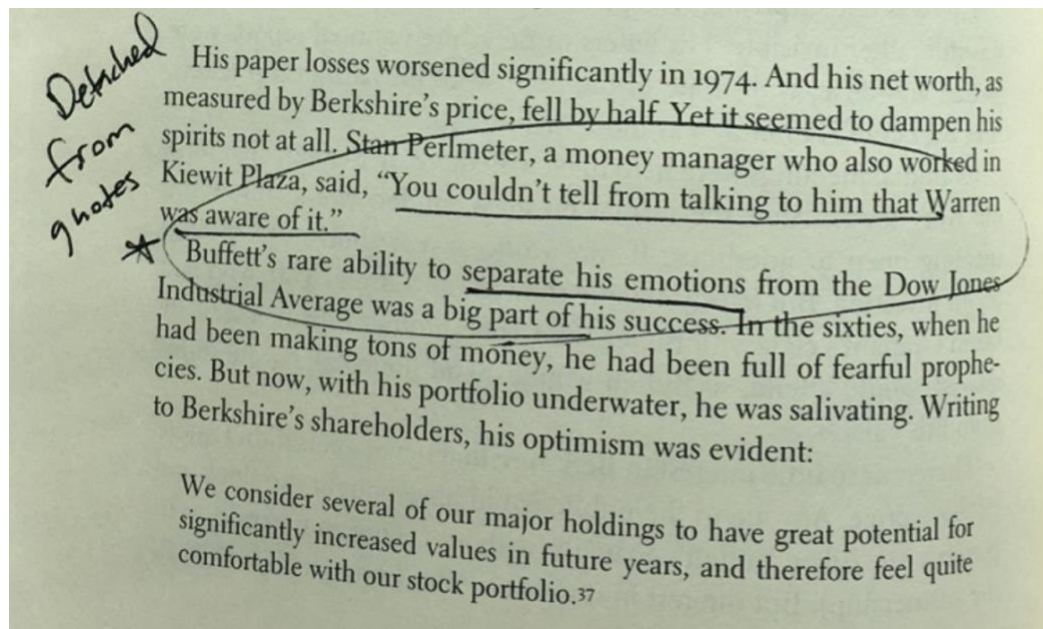 Detached
from
quotes
His paper losses worsened significantly in 1974. And his net worth, as
measured by Berkshire's price, fell by half. Yet it seemed to dampen his
spirits not at all. Stan Perlmeter, a money manager who also worked in
Kiewit Plaza, said, “You couldn't tell from talking to him that Warren
was aware of it.”
Buffett's rare ability to separate his emotions from the Dow Jones
Industrial Average was a big part of his success. In the sixties, when he
had been making tons of money, he had been full of fearful prophe-
cies. But now, with his portfolio underwater, he was salivating. Writing
to Berkshire's shareholders, his optimism was evident:
We consider several of our major holdings to have great potential for
significantly increased values in future years, and therefore feel quite
comfortable with our stock portfolio.37